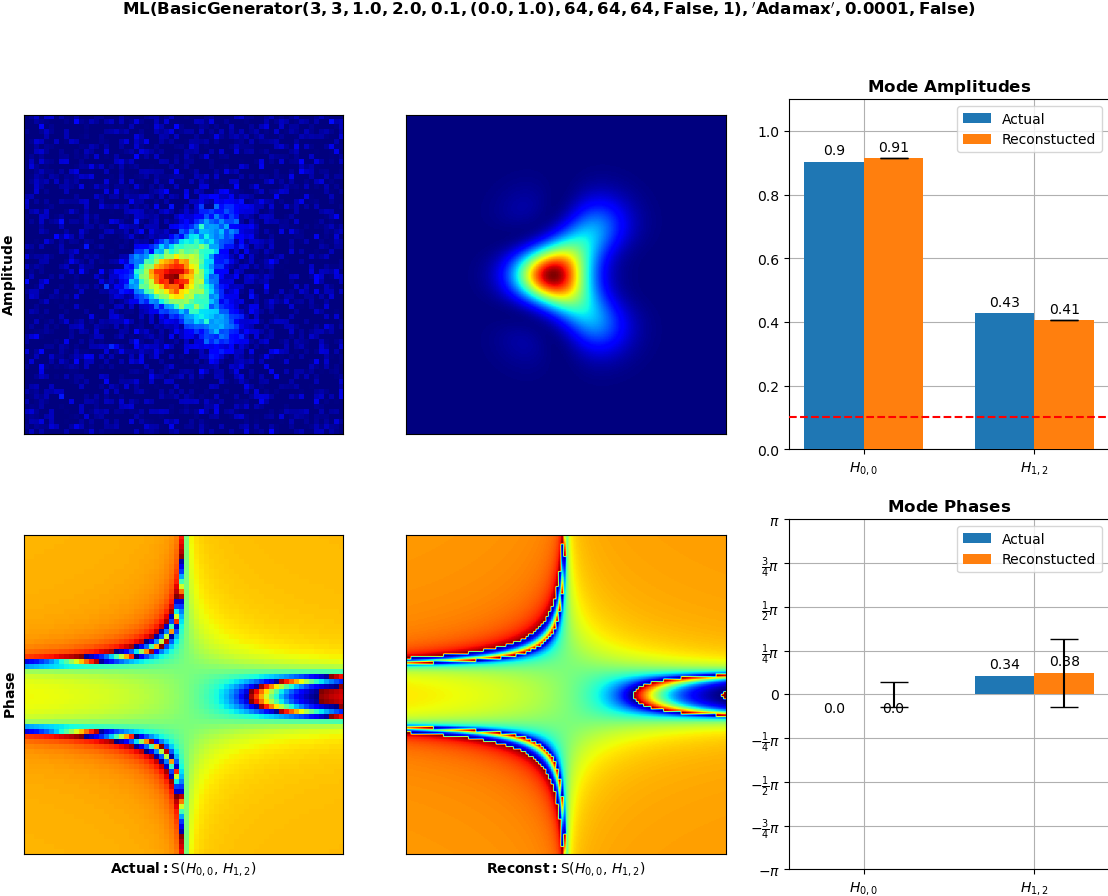 ML(BasicGenerator(3, 3, 1.0, 2.0, 0.1, (0.0, 1.0), 64, 64, 64, False, 1), ′Adamax′, 0.0001, False)
Amplitude
Mode Amplitudes
Actual
Reconstucted
1.0
0.8
0.6
0.4
0.2
0.0
0.9
0.91
0.43
0.41
H₀,₀
H₁,₂
Phase
Actual: S(H₀,₀, H₁,₂)
Reconst: S(H₀,₀, H₁,₂)
Mode Phases
Actual
Reconstucted
π
¾π
½π
¼π
0
−¼π
−½π
−¾π
−π
0.0
0.0
0.34
0.38
H₀,₀
H₁,₂